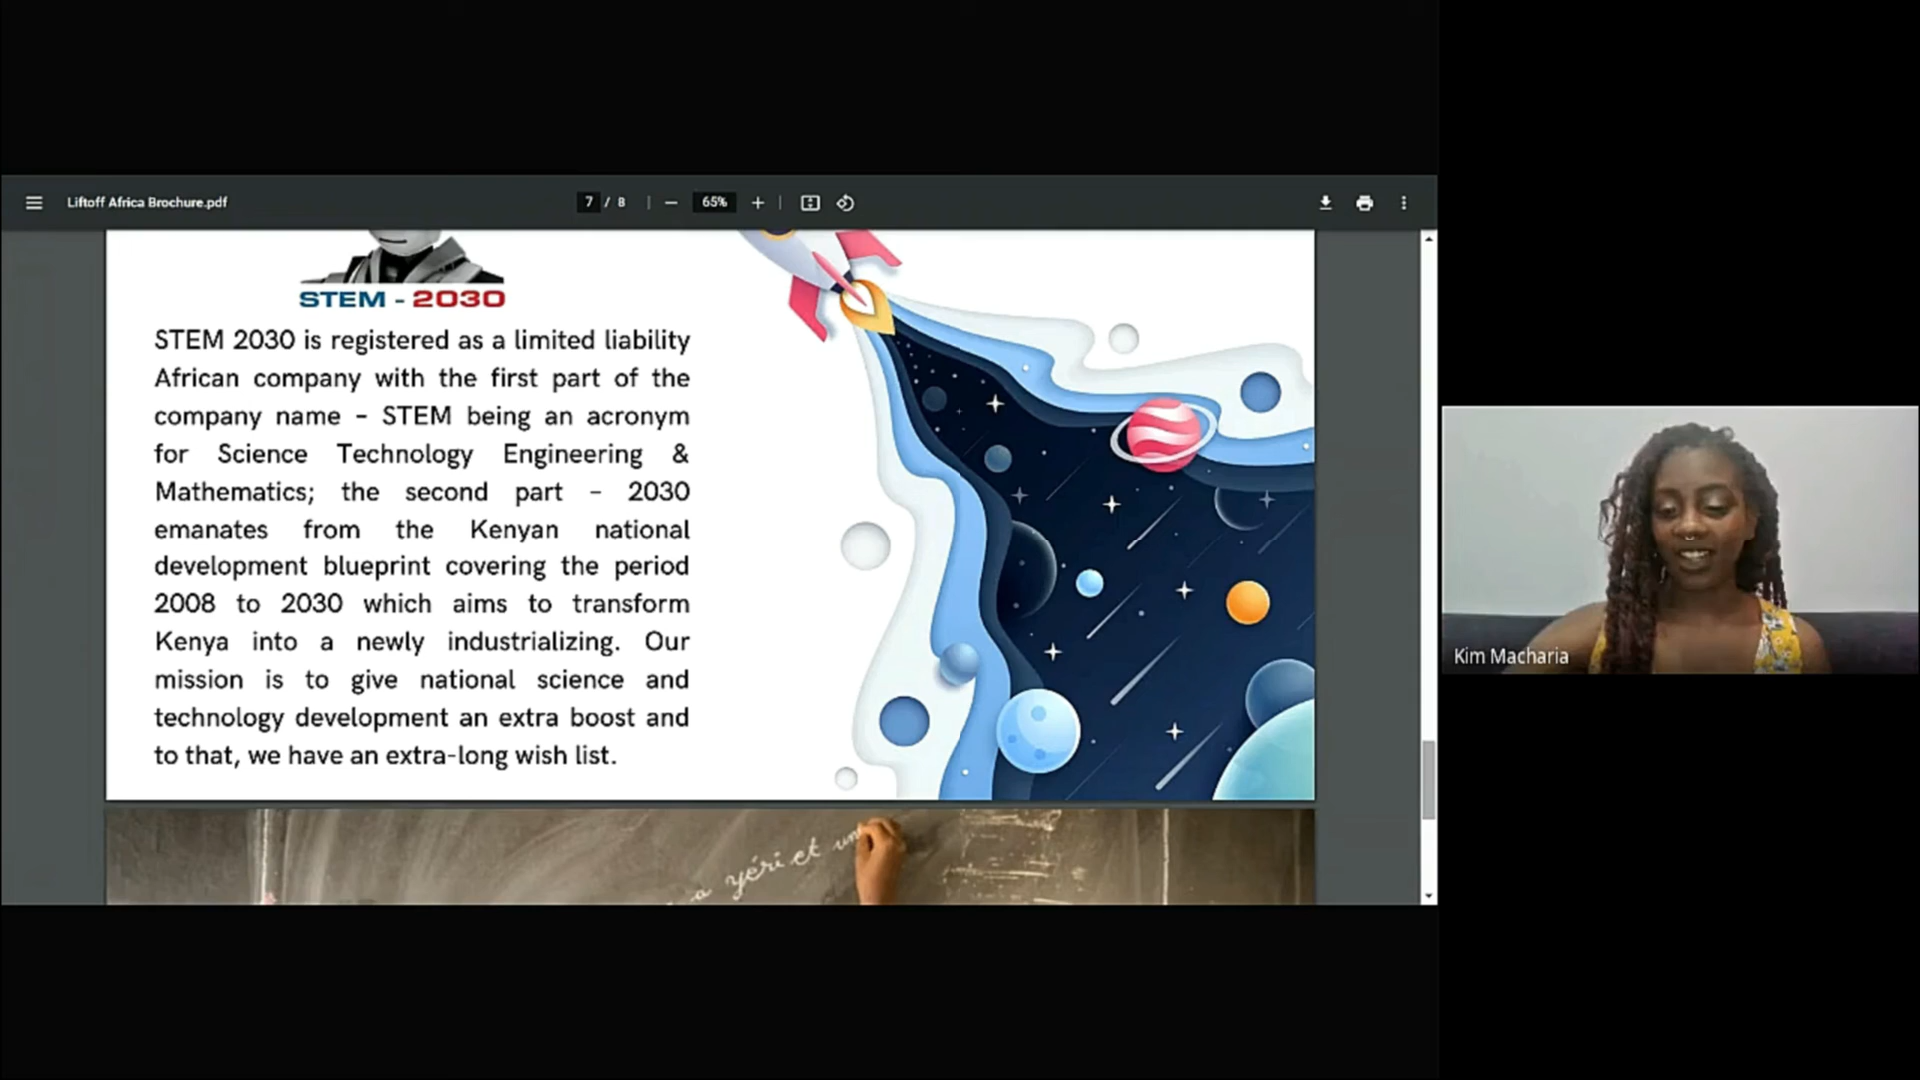 Liftoff Africa Brochure.pdf
7 / 8
65%
STEM - 2030
STEM 2030 is registered as a limited liability
African company with the first part of the
company name – STEM being an acronym
for Science Technology Engineering &
Mathematics; the second part – 2030
emanates from the Kenyan national
development blueprint covering the period
2008 to 2030 which aims to transform
Kenya into a newly industrializing. Our
mission is to give national science and
technology development an extra boost and
to that, we have an extra-long wish list.
yéri et un
Kim Macharia